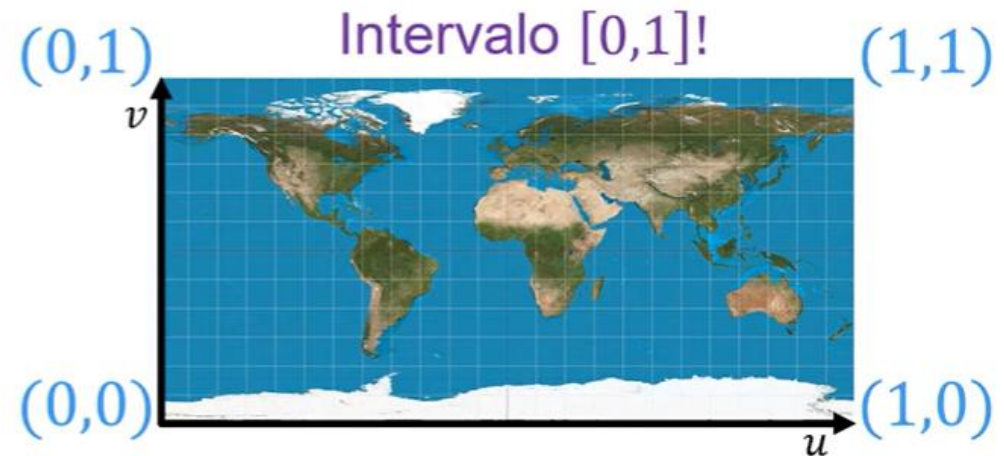 Intervalo [0,1]!
(0,1)
(1,1)
v
(0,0)
(1,0)
u